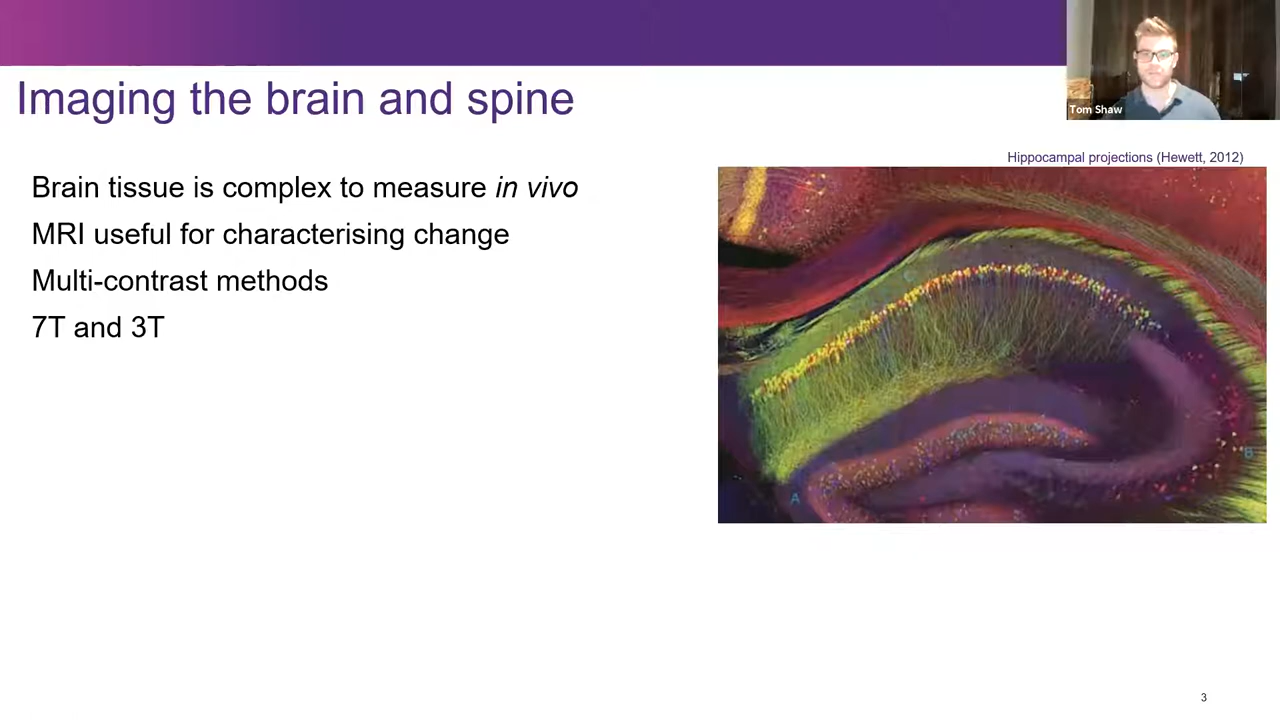 Imaging the brain and spine
Tom Shaw
Hippocampal projections (Hewett, 2012)
Brain tissue is complex to measure in vivo
MRI useful for characterising change
Multi-contrast methods
7T and 3T
A
B
3